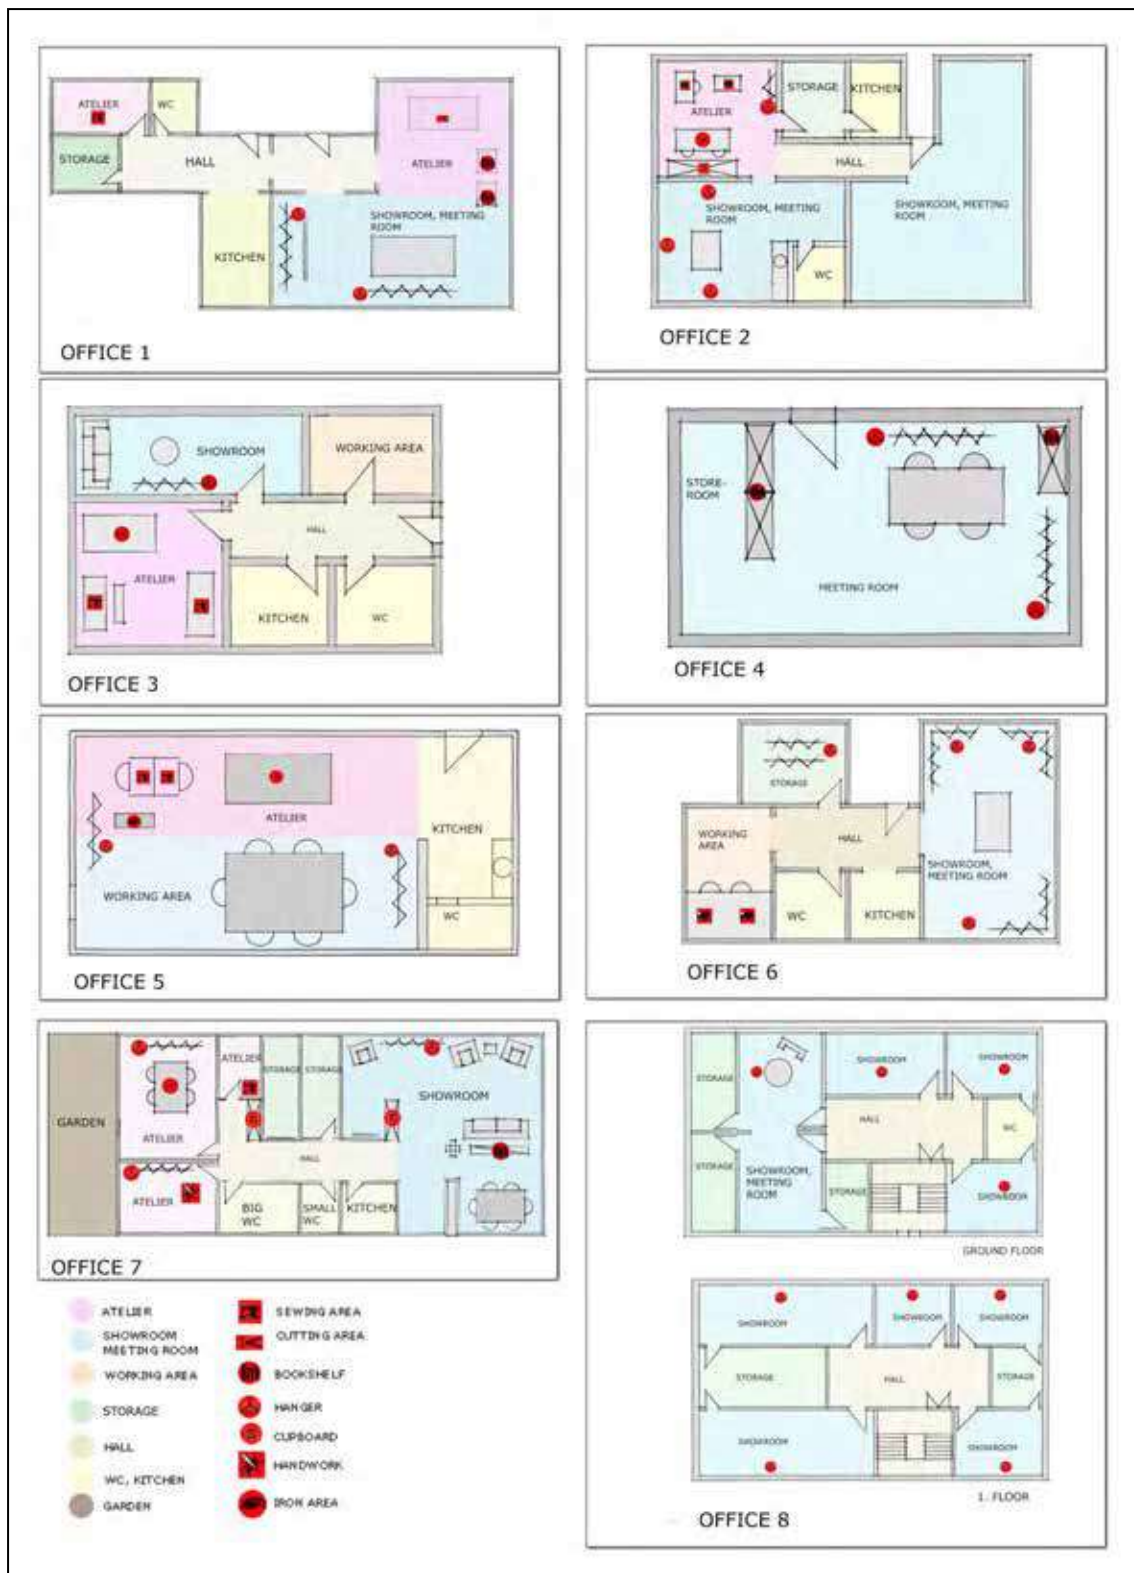 ATELIER
WC
STORAGE
HALL
ATELIER
SHOWROOM, MEETING
ROOM
KITCHEN
OFFICE 1
ATELIER
STORAGE
KITCHEN
HALL
SHOWROOM, MEETING
ROOM
SHOWROOM, MEETING
ROOM
WC
OFFICE 2
SHOWROOM
WORKING AREA
HALL
ATELIER
KITCHEN
WC
OFFICE 3
STORE-
ROOM
MEETING ROOM
OFFICE 4
ATELIER
KITCHEN
WORKING AREA
WC
OFFICE 5
STORAGE
WORKING
AREA
HALL
SHOWROOM,
MEETING ROOM
WC
KITCHEN
OFFICE 6
ATELIER
STORAGE
STORAGE
SHOWROOM
GARDEN
ATELIER
HALL
ATELIER
BIG
WC
SMALL
WC
KITCHEN
OFFICE 7
SHOWROOM
SHOWROOM
STORAGE
HALL
WC
STORAGE
SHOWROOM,
MEETING
ROOM
STORAGE
SHOWROOM
GROUND FLOOR
SHOWROOM
SHOWROOM
SHOWROOM
STORAGE
HALL
STORAGE
SHOWROOM
SHOWROOM
1. FLOOR
OFFICE 8
ATELIER
SHOWROOM
MEETING ROOM
WORKING AREA
STORAGE
HALL
WC, KITCHEN
GARDEN
SEWING AREA
CUTTING AREA
BOOKSHELF
HANGER
CUPBOARD
HANDWORK
IRON AREA